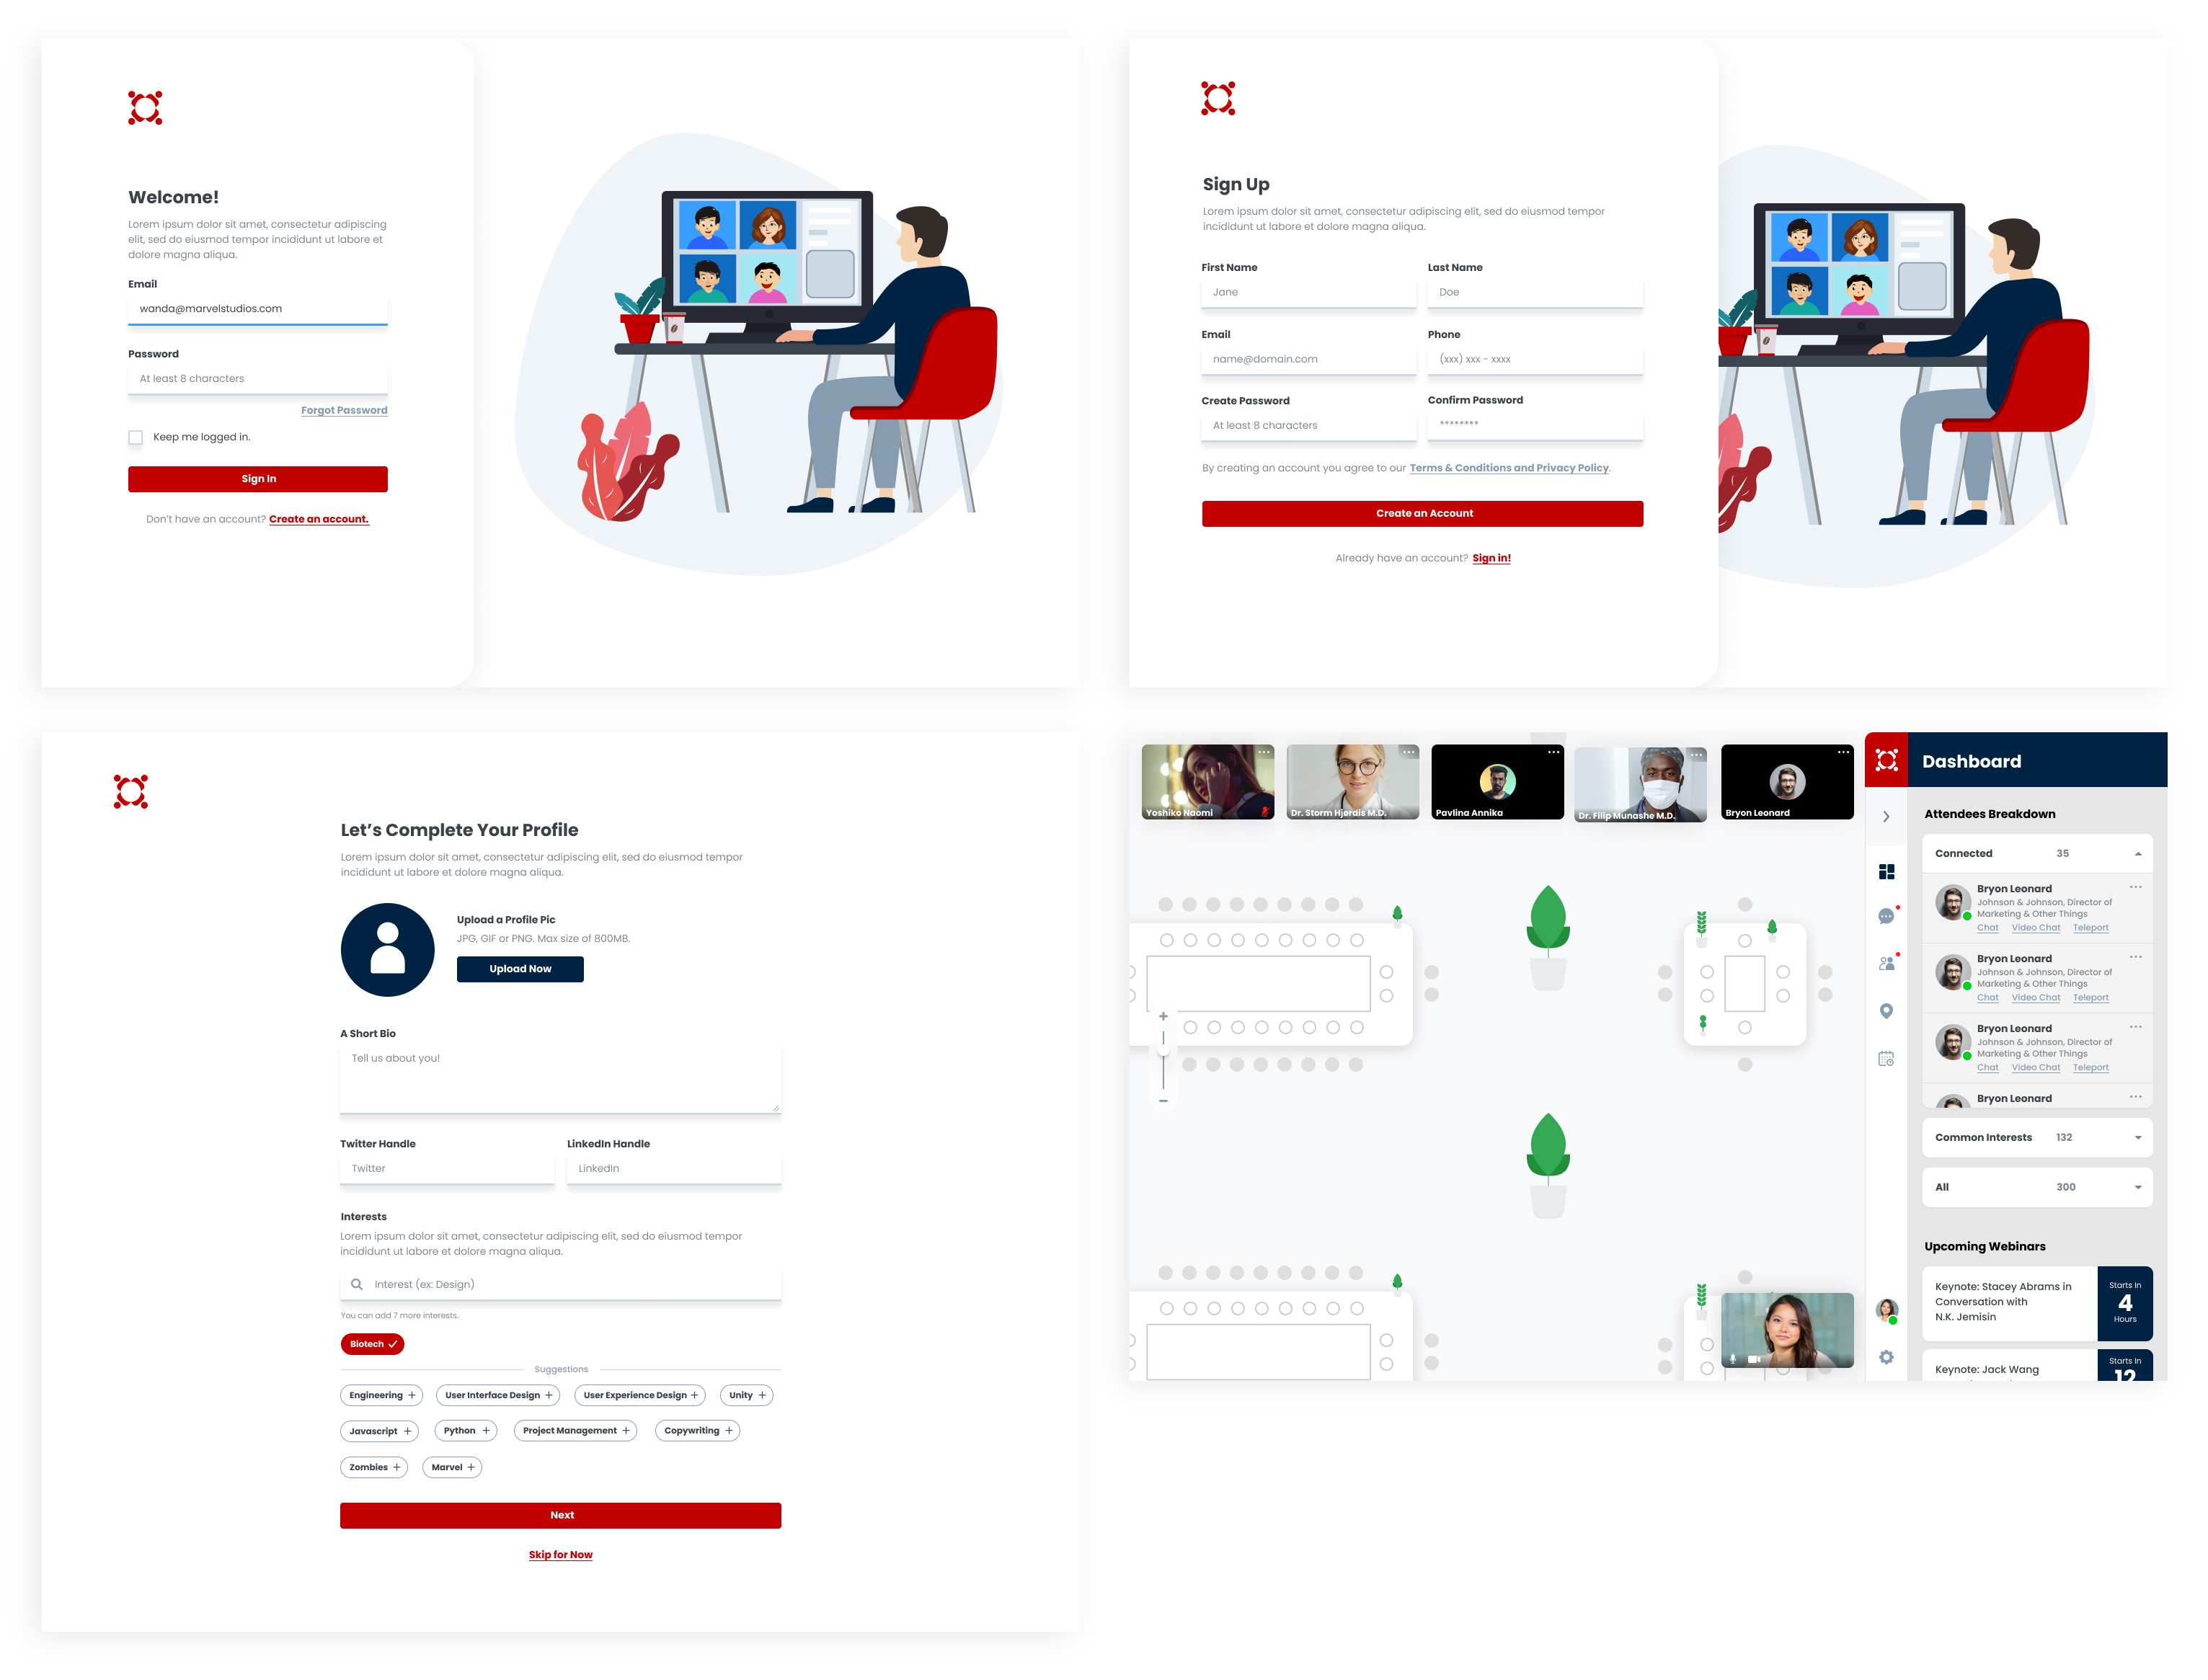 Welcome!
Lorem ipsum dolor sit amet, consectetur adipiscing
elit, sed do eiusmod tempor incididunt ut labore et
dolore magna aliqua.
Email
wanda@marvelstudios.com
Password
At least 8 characters
Forgot Password
Keep me logged in.
Sign In
Don't have an account? Create an account.
Sign Up
Lorem ipsum dolor sit amet, consectetur adipiscing elit, sed do eiusmod tempor
incididunt ut labore et dolore magna aliqua.
First Name
Last Name
Jane
Doe
Email
Phone
name@domain.com
(xxx) xxx - xxxx
Create Password
Confirm Password
At least 8 characters
********
By creating an account you agree to our Terms & Conditions and Privacy Policy.
Create an Account
Already have an account? Sign in!
Let's Complete Your Profile
Lorem ipsum dolor sit amet, consectetur adipiscing elit, sed do eiusmod tempor
incididunt ut labore et dolore magna aliqua.
Upload a Profile Pic
JPG, GIF or PNG. Max size of 800MB.
Upload Now
A Short Bio
Tell us about you!
Twitter Handle
LinkedIn Handle
Twitter
LinkedIn
Interests
Lorem ipsum dolor sit amet, consectetur adipiscing elit, sed do eiusmod tempor
incididunt ut labore et dolore magna aliqua.
Interest (ex: Design)
You can add 7 more interests.
Biotech
Suggestions
Engineering +
User Interface Design +
User Experience Design +
Unity +
Javascript +
Python +
Project Management +
Copywriting +
Zombies +
Marvel +
Next
Skip for Now
Yoshiko Naomi
Dr. Storm Hjørdis M.D.
Pavlina Annika
Dr. Filip Munashe M.D.
Bryon Leonard
Dashboard
Attendees Breakdown
Connected 35
Bryon Leonard
Johnson & Johnson, Director of
Marketing & Other Things
Chat Video Chat Teleport
Bryon Leonard
Johnson & Johnson, Director of
Marketing & Other Things
Chat Video Chat Teleport
Bryon Leonard
Johnson & Johnson, Director of
Marketing & Other Things
Chat Video Chat Teleport
Bryon Leonard
Common Interests 132
All 300
Upcoming Webinars
Keynote: Stacey Abrams in
Conversation with
N.K. Jemisin
Starts In
4
Hours
Keynote: Jack Wang
Starts In
12